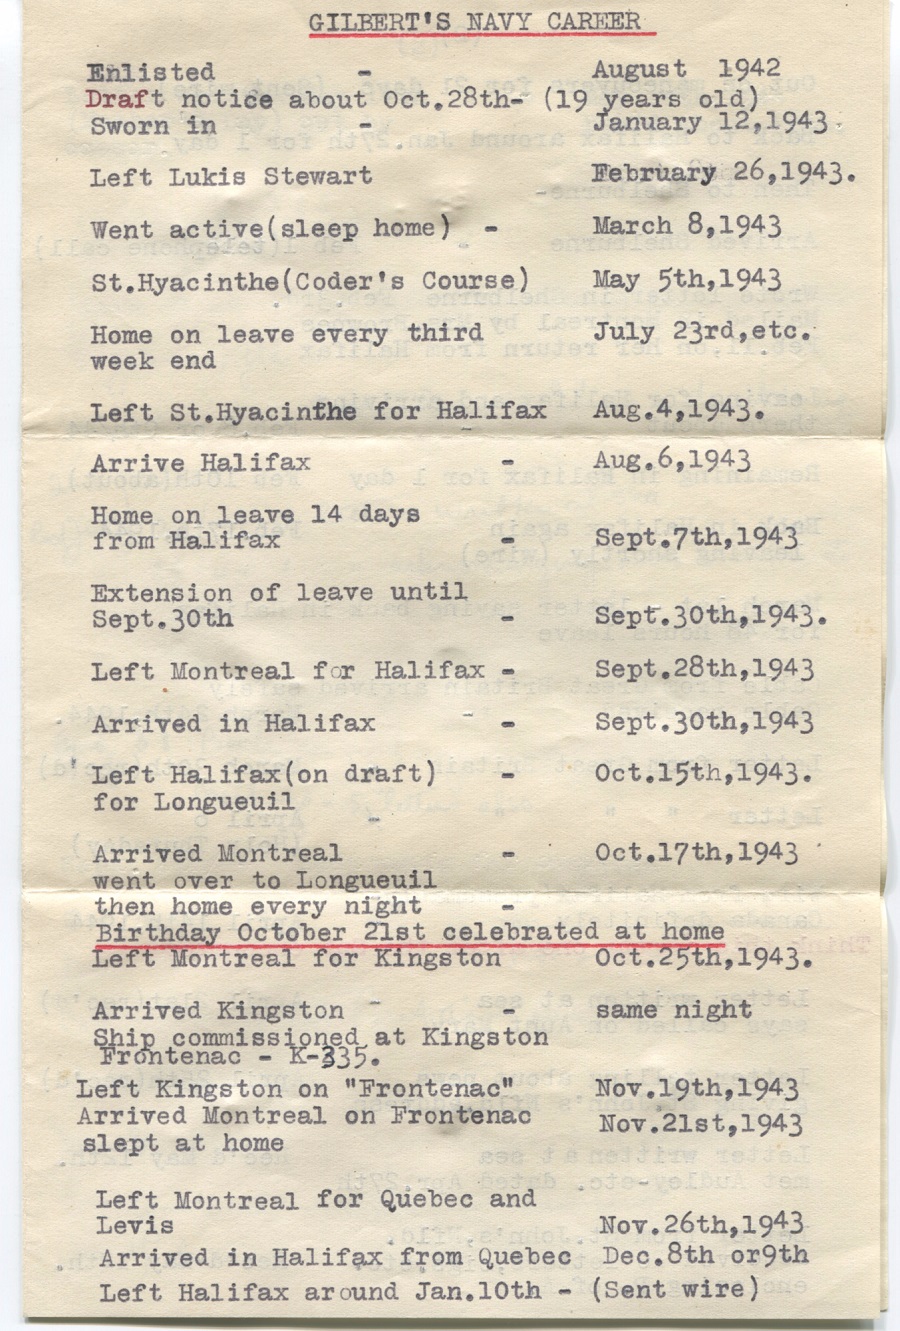 GILBERT'S NAVY CAREER
Enlisted - August 1942
Draft notice about Oct.28th- (19 years old)
Sworn in - January 12,1943.
Left Lukis Stewart February 26,1943.
Went active(sleep home) - March 8,1943
St.Hyacinthe(Coder's Course) May 5th,1943
Home on leave every third July 23rd,etc.
week end
Left St.Hyacinthe for Halifax Aug.4,1943.
Arrive Halifax - Aug.6,1943
Home on leave 14 days
from Halifax - Sept.7th,1943
Extension of leave until
Sept.30th - Sept.30th,1943.
Left Montreal for Halifax - Sept.28th,1943
Arrived in Halifax - Sept.30th,1943
Left Halifax(on draft) - Oct.15th,1943.
for Longueuil
Arrived Montreal - Oct.17th,1943
went over to Longueuil
then home every night -
Birthday October 21st celebrated at home
Left Montreal for Kingston Oct.25th,1943.
Arrived Kingston - same night
Ship commissioned at Kingston
Frontenac - K-335.
Left Kingston on "Frontenac" Nov.19th,1943
Arrived Montreal on Frontenac Nov.21st,1943
slept at home
Left Montreal for Quebec and
Levis Nov.26th,1943
Arrived in Halifax from Quebec Dec.8th or9th
Left Halifax around Jan.10th - (Sent wire)